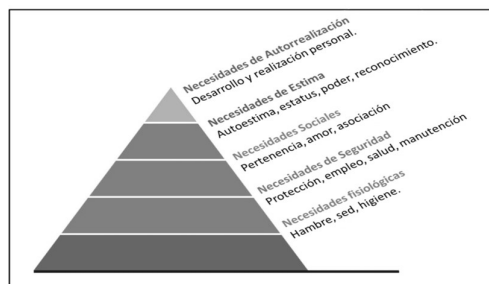 Necesidades de Autorrealización
Desarrollo y realización personal.
Necesidades de Estima
Autoestima, estatus, poder, reconocimiento.
Necesidades Sociales
Pertenencia, amor, asociación
Necesidades de Seguridad
Protección, empleo, salud, manutención
Necesidades fisiológicas
Hambre, sed, higiene.